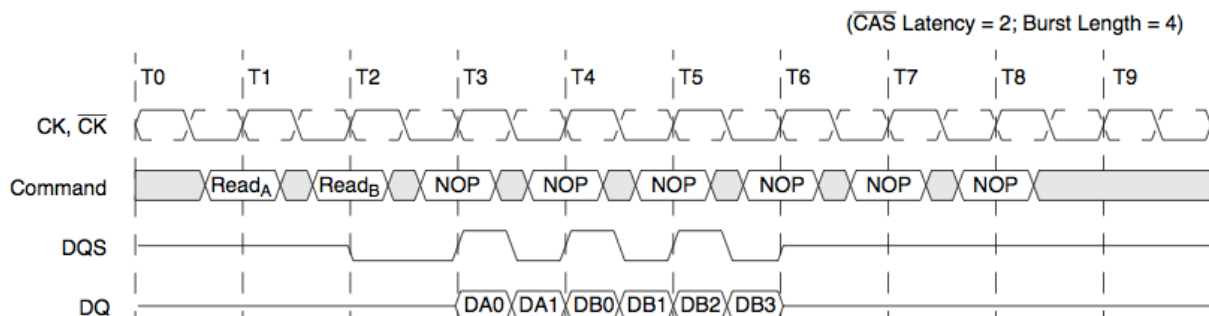 (CAS Latency = 2; Burst Length = 4)
T0 T1 T2 T3 T4 T5 T6 T7 T8 T9
CK, CK
Command ReadA ReadB NOP NOP NOP NOP NOP NOP
DQS
DQ DA0 DA1 DB0 DB1 DB2 DB3